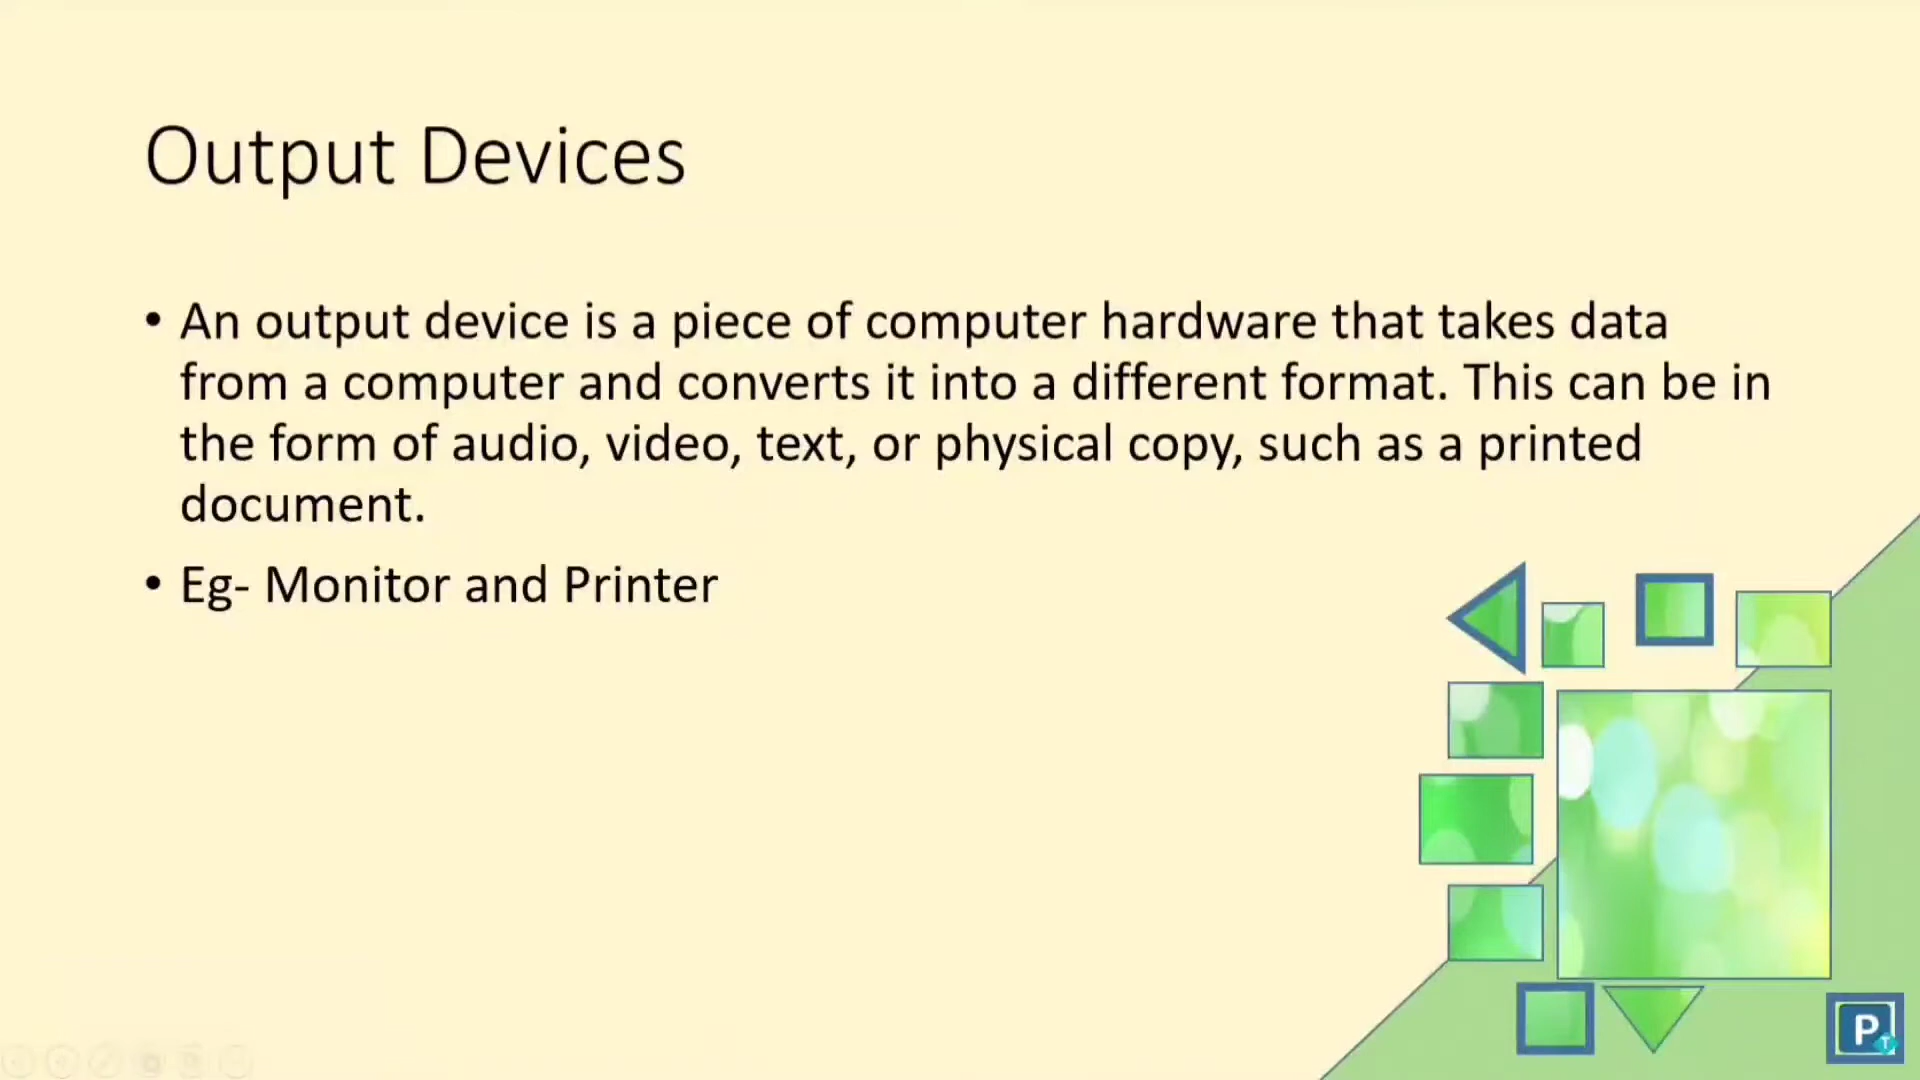 Output Devices
• An output device is a piece of computer hardware that takes data
from a computer and converts it into a different format. This can be in
the form of audio, video, text, or physical copy, such as a printed
document.
• Eg- Monitor and Printer
P
T